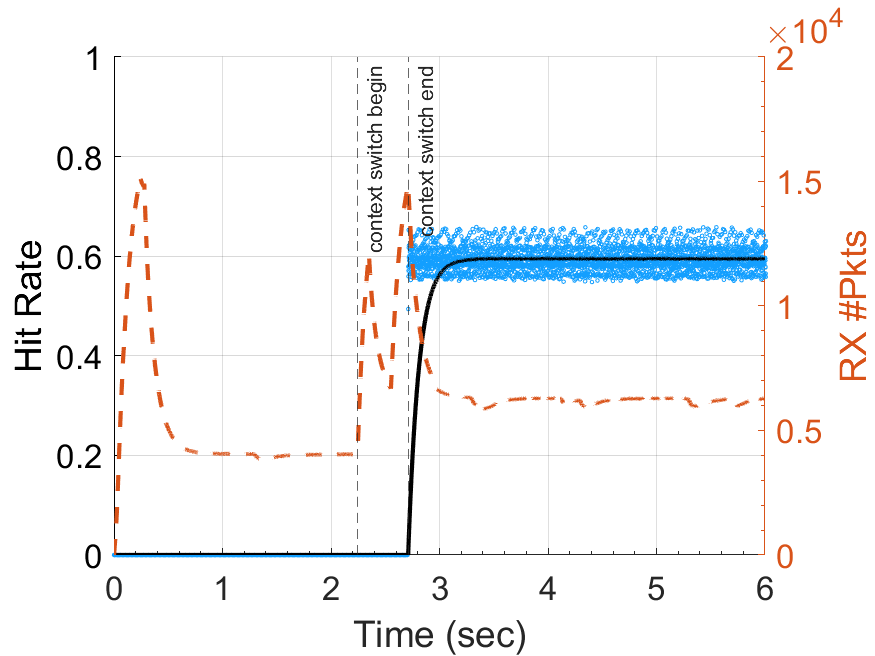 ×10⁴
1
0.8
0.6
0.4
0.2
0
Hit Rate
context switch begin
context switch end
2
1.5
1
0.5
0
RX #Pkts
0 1 2 3 4 5 6
Time (sec)